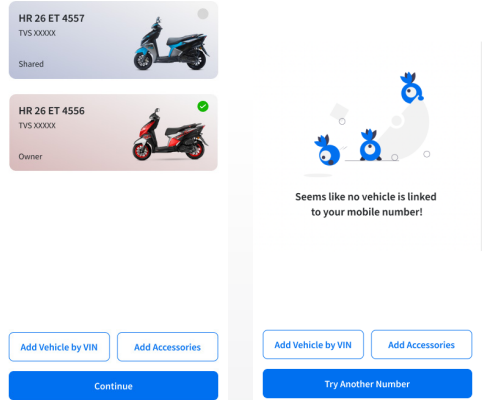 HR 26 ET 4557
TVS XXXXX
Shared
HR 26 ET 4556
TVS XXXXX
Owner
Add Vehicle by VIN
Add Accessories
Continue
Seems like no vehicle is linked
to your mobile number!
Add Vehicle by VIN
Add Accessories
Try Another Number